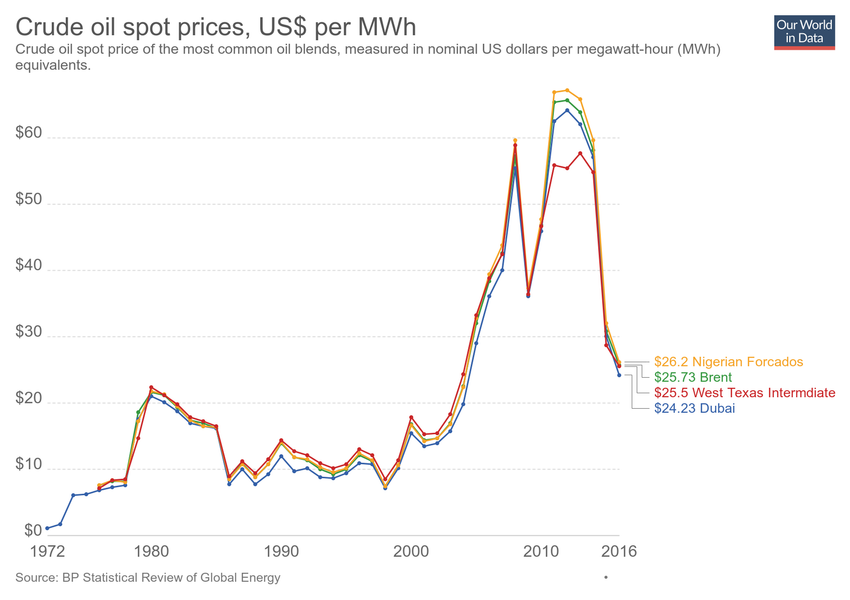 Crude oil spot prices, US$ per MWh
Our World
in Data
Crude oil spot price of the most common oil blends, measured in nominal US dollars per megawatt-hour (MWh)
equivalents.
$60
$50
$40
$30
$20
$10
$0
$26.2 Nigerian Forcados
$25.73 Brent
$25.5 West Texas Intermdiate
$24.23 Dubai
1972
1980
1990
2000
2010
2016
Source: BP Statistical Review of Global Energy
•